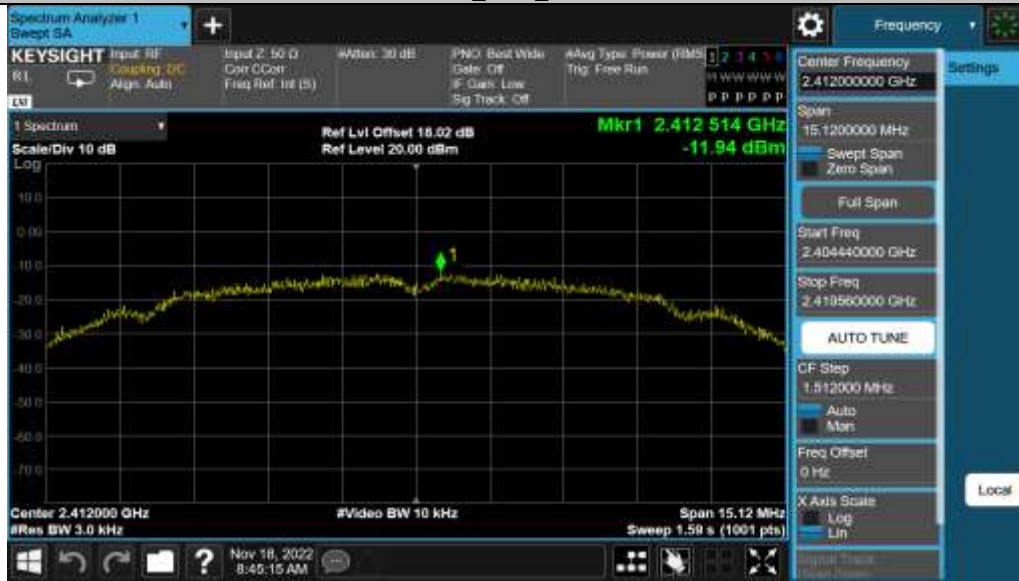 Spectrum Analyzer 1
Swept SA
+
Frequency
KEYSIGHT
Input: RF
Coupling: DC
Align: Auto
RL
LXI
Input Z: 50 Ω
Corr CCorr
Freq Ref: Int (S)
#Atten: 30 dB
PNO: Best Wide
Gate: Off
IF Gain: Low
Sig Track: Off
#Avg Type: Power (RMS)
Trig: Free Run
1 2 3 4 5 6
M W W W W W
P P P P P P
1 Spectrum
Scale/Div 10 dB
Ref Lvl Offset 18.02 dB
Ref Level 20.00 dBm
Mkr1 2.412 514 GHz
-11.94 dBm
Log
10.0
0.00
-10.0
1
-20.0
-30.0
-40.0
-50.0
-60.0
-70.0
Center 2.412000 GHz
#Video BW 10 kHz
Span 15.12 MHz
#Res BW 3.0 kHz
Sweep 1.59 s (1001 pts)
?
Nov 18, 2022
8:45:15 AM
Center Frequency
2.412000000 GHz
Settings
Span
15.1200000 MHz
Swept Span
Zero Span
Full Span
Start Freq
2.404440000 GHz
Stop Freq
2.419560000 GHz
AUTO TUNE
CF Step
1.512000 MHz
Auto
Man
Freq Offset
0 Hz
X Axis Scale
Log
Lin
Local
Signal Track